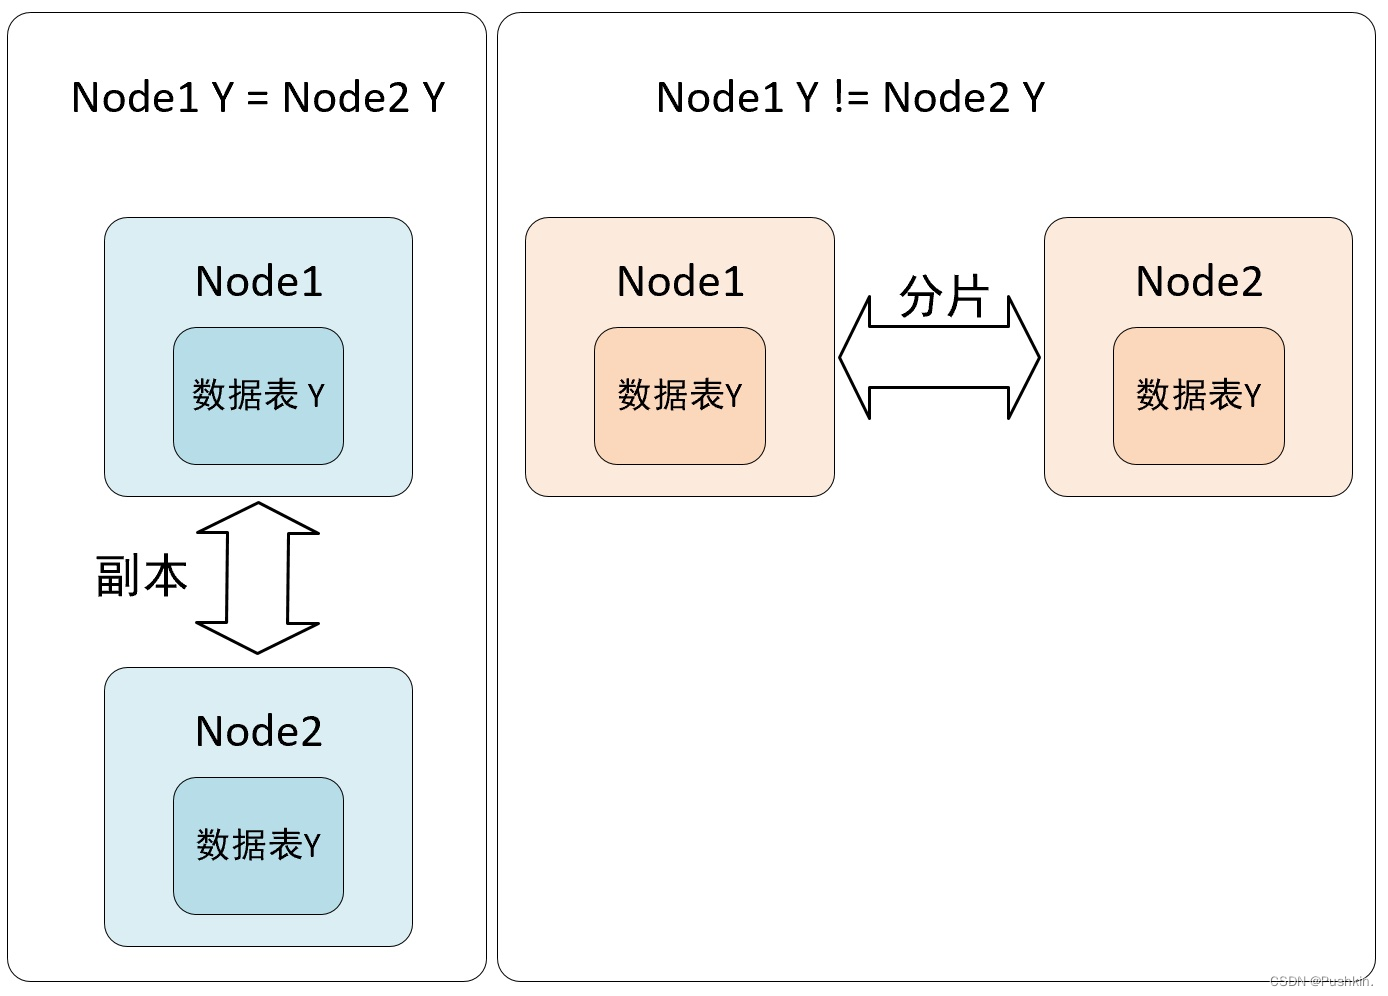 Node1 Y = Node2 Y
Node1
数据表 Y
副本
Node2
数据表Y
Node1 Y != Node2 Y
Node1
数据表Y
分片
Node2
数据表Y
CSDN @Pushkin.